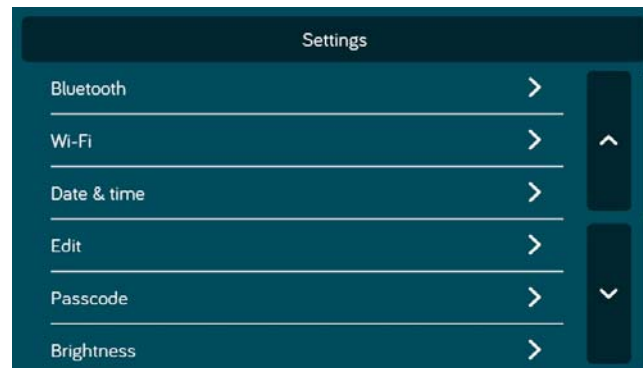 Settings
Bluetooth
Wi-Fi
Date & time
Edit
Passcode
Brightness